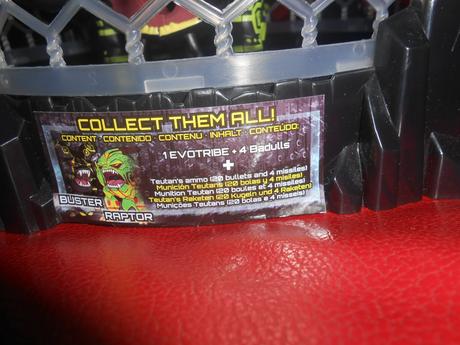 COLLECT THEM ALL!
CONTENT · CONTENIDO · CONTENU · INHALT · CONTEÚDO:
1 EVOTRIBE + 4 Badulls
+
Teutan's ammo (20 bullets and 4 missiles)
Munición Teutans (20 bolas y 4 misiles)
Munition Teutan (20 boules et 4 missiles)
Teutan's Raketen (20 Kugeln und 4 Raketen)
Munições Teutans (20 bolas e 4 misseis)
BUSTER
RAPTOR